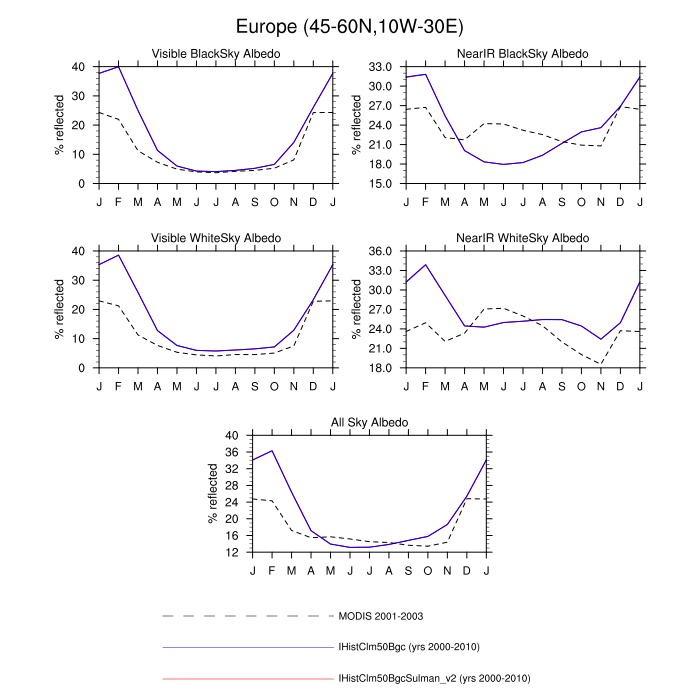 Europe (45-60N,10W-30E)
Visible BlackSky Albedo
% reflected
40
30
20
10
0
J F M A M J J A S O N D J
NearIR BlackSky Albedo
% reflected
33.0
30.0
27.0
24.0
21.0
18.0
15.0
J F M A M J J A S O N D J
Visible WhiteSky Albedo
% reflected
40
30
20
10
0
J F M A M J J A S O N D J
NearIR WhiteSky Albedo
% reflected
36.0
33.0
30.0
27.0
24.0
21.0
18.0
J F M A M J J A S O N D J
All Sky Albedo
% reflected
40
36
32
28
24
20
16
12
J F M A M J J A S O N D J
MODIS 2001-2003
IHistClm50Bgc (yrs 2000-2010)
IHistClm50BgcSulman_v2 (yrs 2000-2010)